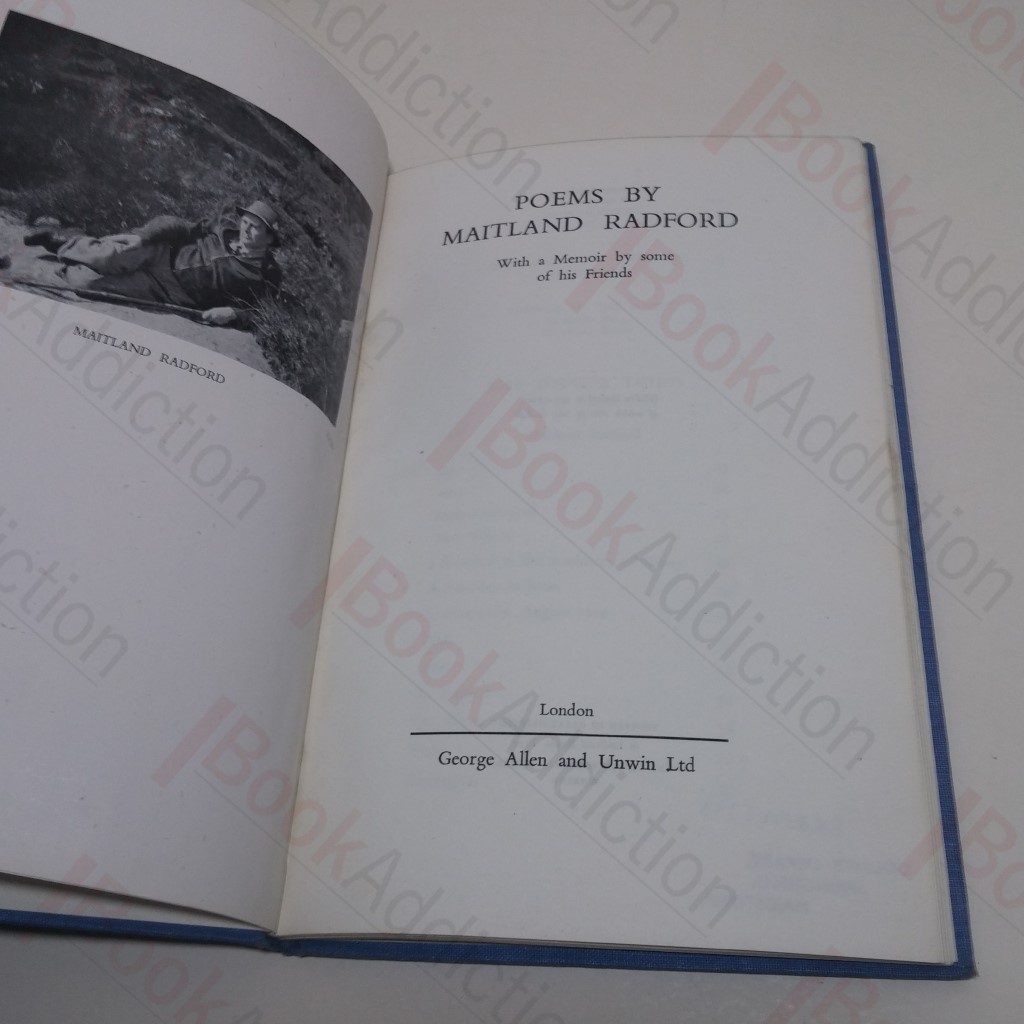 MAITLAND RADFORD
POEMS BY
MAITLAND RADFORD
With a Memoir by some
of his Friends
London
George Allen and Unwin Ltd
BookAddiction